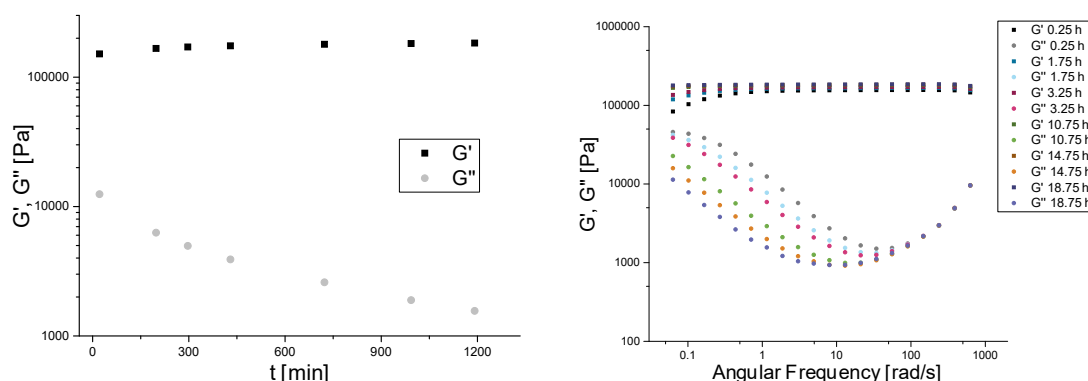 G', G'' [Pa]
100000
10000
1000
G'
G''
0
300
600
900
1200
t [min]
G', G'' [Pa]
1000000
100000
10000
1000
100
0.1
1
10
100
1000
Angular Frequency [rad/s]
G' 0.25 h
G'' 0.25 h
G' 1.75 h
G'' 1.75 h
G' 3.25 h
G'' 3.25 h
G' 10.75 h
G'' 10.75 h
G' 14.75 h
G'' 14.75 h
G' 18.75 h
G'' 18.75 h